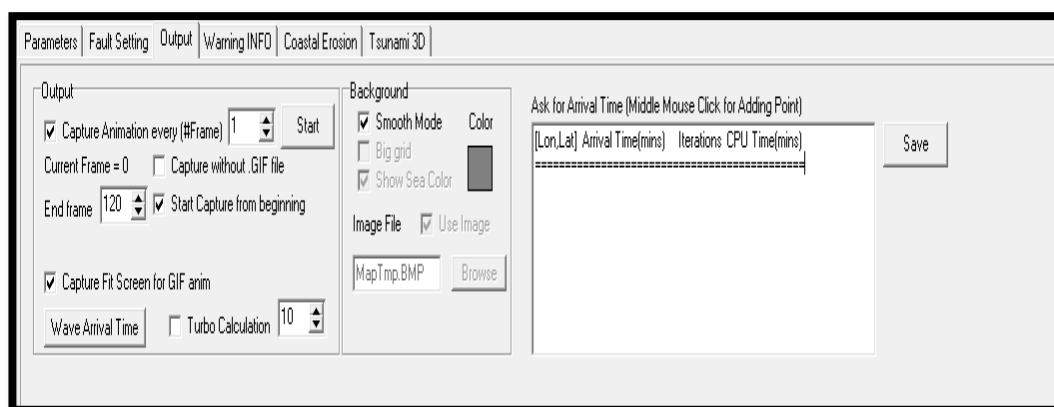 Parameters Fault Setting Output Warning INFO Coastal Erosion Tsunami 3D
Output
Capture Animation every (#Frame) 1 Start
Current Frame = 0 Capture without .GIF file
End frame 120 Start Capture from beginning
Capture Fit Screen for GIF anim
Wave Arrival Time Turbo Calculation 10
Background
Smooth Mode Color
Big grid
Show Sea Color
Image File Use Image
MapTmp.BMP Browse
Ask for Arrival Time (Middle Mouse Click for Adding Point)
[Lon,Lat] Arrival Time(mins) Iterations CPU Time(mins)
Save